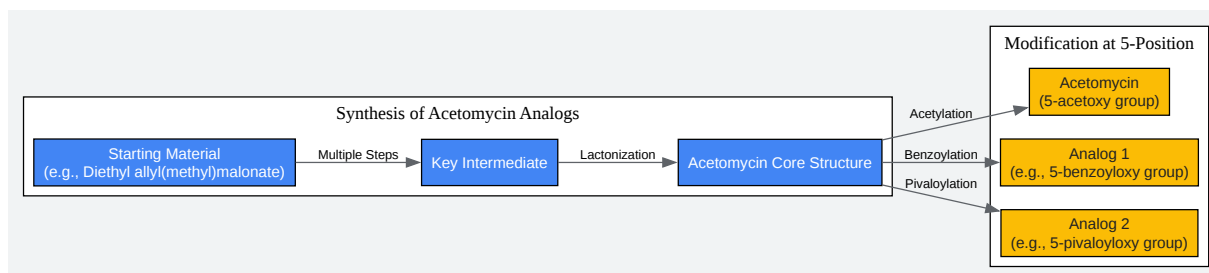 Modification at 5-Position
Synthesis of Acetomycin Analogs
Starting Material
(e.g., Diethyl allyl(methyl)malonate)
Multiple Steps
Key Intermediate
Lactonization
Acetomycin Core Structure
Acetylation
Benzoylation
Pivaloylation
Acetomycin
(5-acetoxy group)
Analog 1
(e.g., 5-benzoyloxy group)
Analog 2
(e.g., 5-pivaloyloxy group)